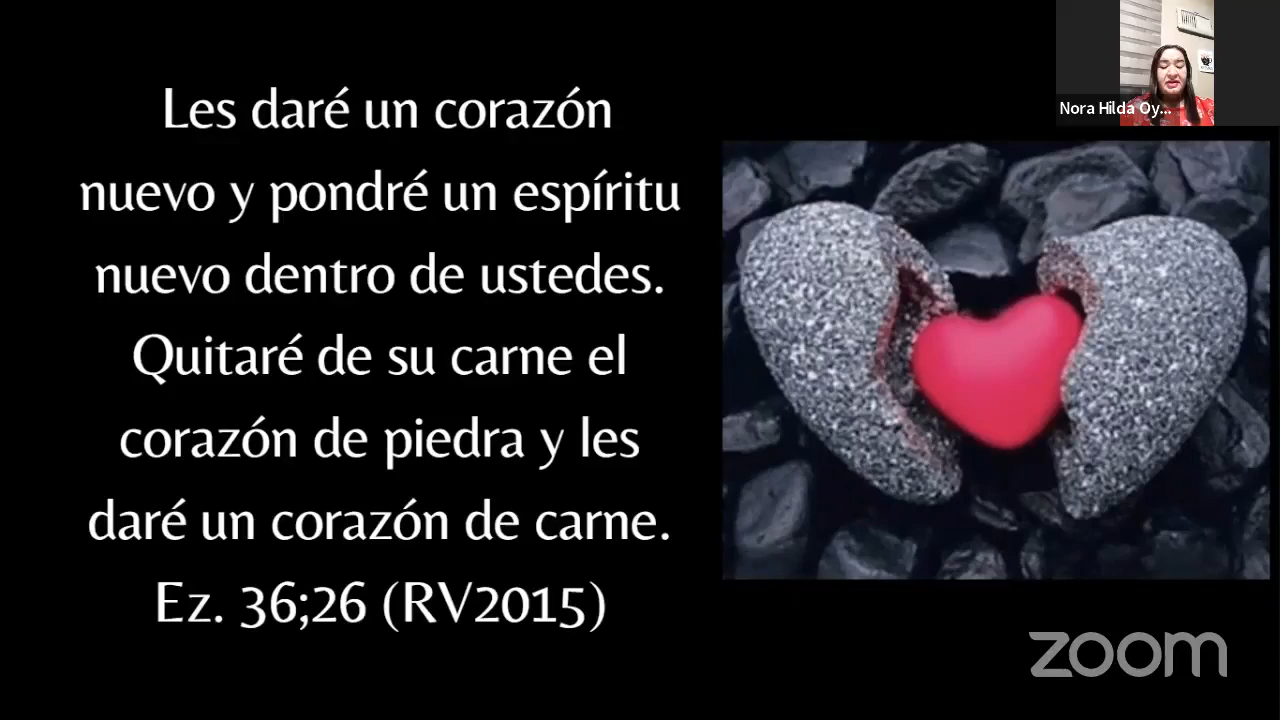 Les daré un corazón
nuevo y pondré un espíritu
nuevo dentro de ustedes.
Quitaré de su carne el
corazón de piedra y les
daré un corazón de carne.
Ez. 36;26 (RV2015)
Nora Hilda Oy...
zoom